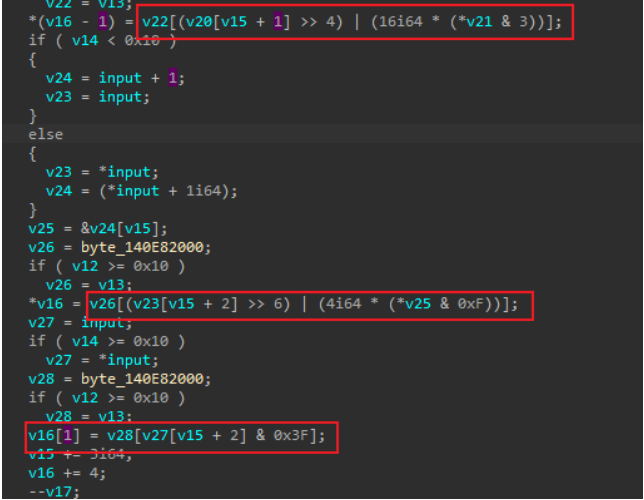 v22 = v13;
*(v16 - 1) = v22[(v20[v15 + 1] >> 4) | (16i64 * (*v21 & 3))];
if ( v14 < 0x10 )
{
v24 = input + 1;
v23 = input;
}
else
{
v23 = *input;
v24 = (*input + 1i64);
}
v25 = &v24[v15];
v26 = byte_140E82000;
if ( v12 >= 0x10 )
v26 = v13;
*v16 = v26[(v23[v15 + 2] >> 6) | (4i64 * (*v25 & 0xF))];
v27 = input;
if ( v14 >= 0x10 )
v27 = *input;
v28 = byte_140E82000;
if ( v12 >= 0x10 )
v28 = v13;
v16[1] = v28[v27[v15 + 2] & 0x3F];
v15 += 3i64;
v16 += 4;
--v17;